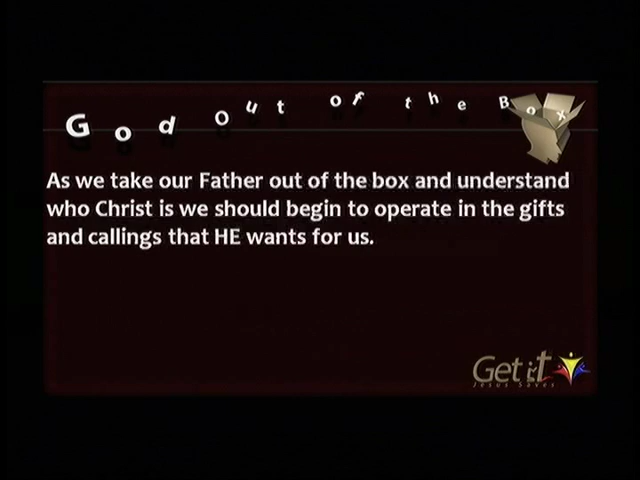 God Out of the Box
As we take our Father out of the box and understand
who Christ is we should begin to operate in the gifts
and callings that HE wants for us.
Get it
Jesus Saves